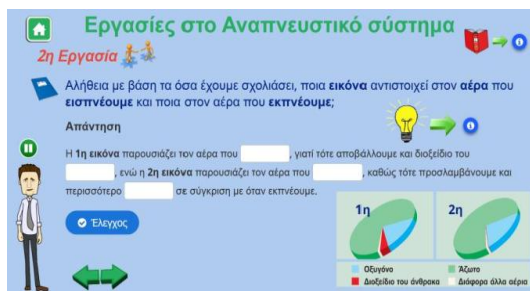 Εργασίες στο Αναπνευστικό σύστημα
2η Εργασία
Αλήθεια με βάση τα όσα έχουμε σχολιάσει, ποια εικόνα αντιστοιχεί στον αέρα που
εισπνέουμε και ποια στον αέρα που εκπνέουμε;
Απάντηση
Η 1η εικόνα παρουσιάζει τον αέρα που , γιατί τότε αποβάλλουμε και διοξείδιο του
, ενώ η 2η εικόνα παρουσιάζει τον αέρα που , καθώς τότε προσλαμβάνουμε και
περισσότερο σε σύγκριση με όταν εκπνέουμε.
Έλεγχος
1η 2η
Οξυγόνο Άζωτο
Διοξείδιο του άνθρακα Διάφορα άλλα αέρια